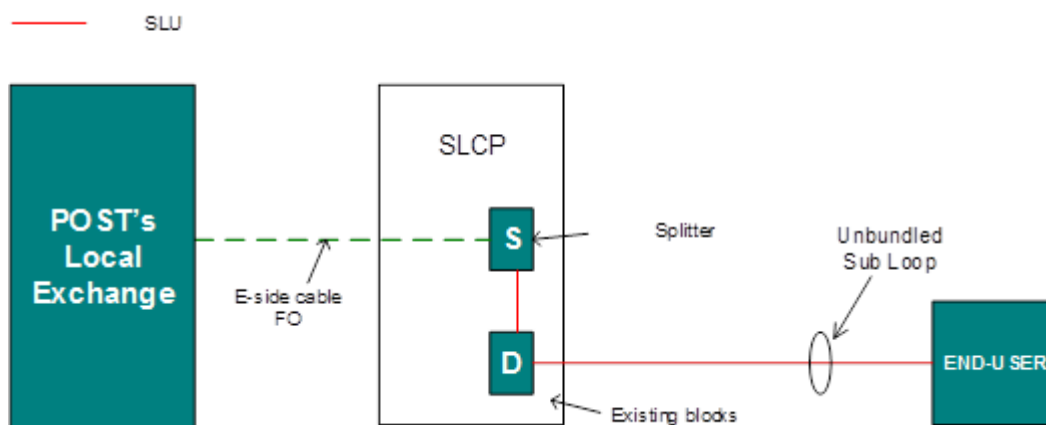 SLU
POST's
Local
Exchange
SLCP
S
Splitter
Unbundled
Sub Loop
E-side cable
FO
D
END-USER
Existing blocks